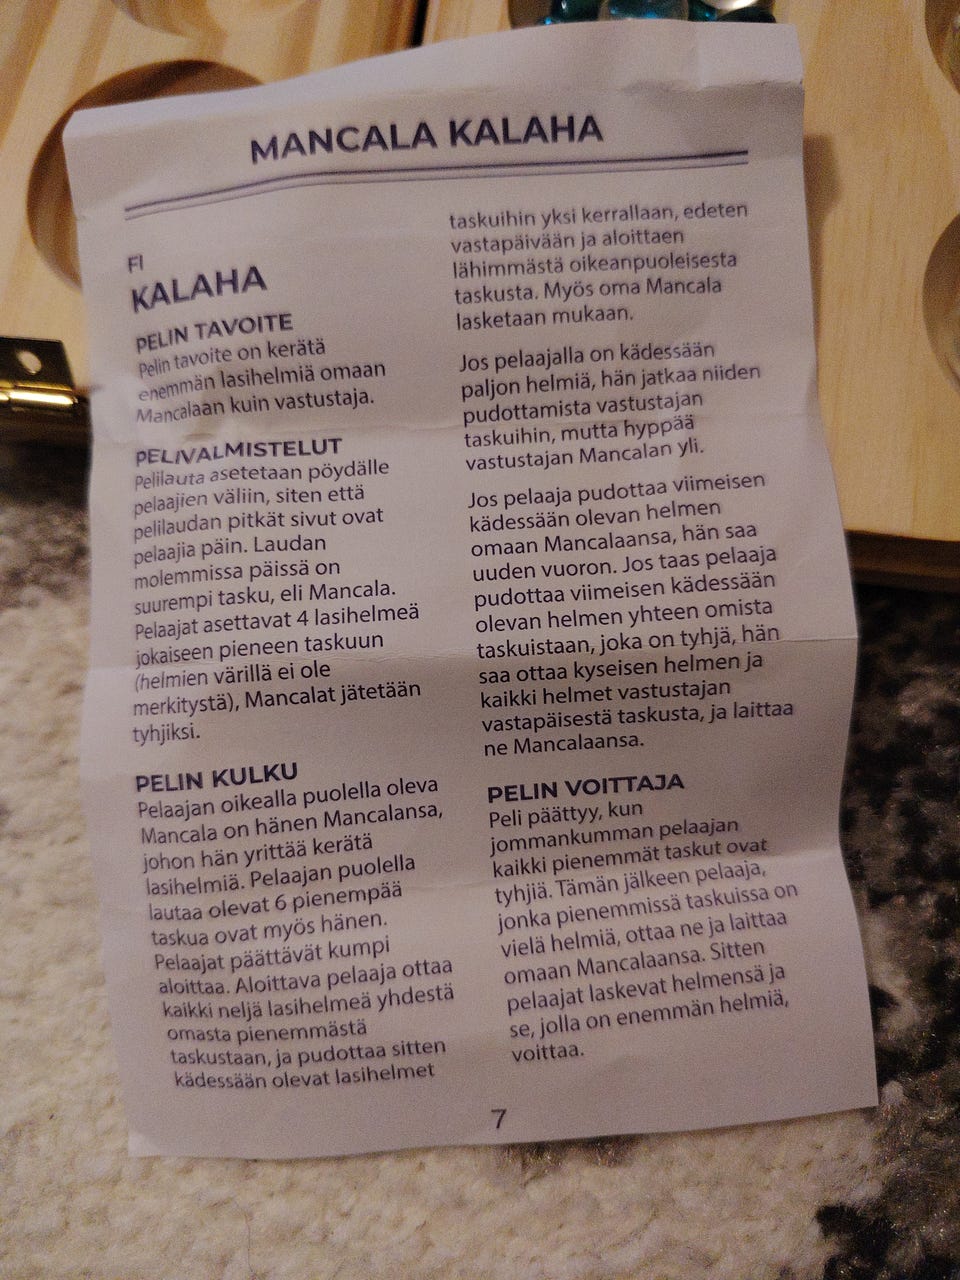 MANCALA KALAHA
FI
KALAHA
PELIN TAVOITE
Pelin tavoite on kerätä
enemmän lasihelmiä omaan
Mancalaan kuin vastustaja.
PELIVALMISTELUT
Pelilauta asetetaan pöydälle
pelaajien väliin, siten että
pelilaudan pitkät sivut ovat
pelaajia päin. Laudan
molemmissa päissä on
suurempi tasku, eli Mancala.
Pelaajat asettavat 4 lasihelmeä
jokaiseen pieneen taskuun
(helmien värillä ei ole
merkitystä), Mancalat jätetään
tyhjiksi.
PELIN KULKU
Pelaajan oikealla puolella oleva
Mancala on hänen Mancalansa,
johon hän yrittää kerätä
lasihelmiä. Pelaajan puolella
lautaa olevat 6 pienempää
taskua ovat myös hänen.
Pelaajat päättävät kumpi
aloittaa. Aloittava pelaaja ottaa
kaikki neljä lasihelmeä yhdestä
omasta pienemmästä
taskustaan, ja pudottaa sitten
kädessään olevat lasihelmet
taskuihin yksi kerrallaan, edeten
vastapäivään ja aloittaen
lähimmästä oikeanpuoleisesta
taskusta. Myös oma Mancala
lasketaan mukaan.
Jos pelaajalla on kädessään
paljon helmiä, hän jatkaa niiden
pudottamista vastustajan
taskuihin, mutta hyppää
vastustajan Mancalan yli.
Jos pelaaja pudottaa viimeisen
kädessään olevan helmen
omaan Mancalaansa, hän saa
uuden vuoron. Jos taas pelaaja
pudottaa viimeisen kädessään
olevan helmen yhteen omista
taskuistaan, joka on tyhjä, hän
saa ottaa kyseisen helmen ja
kaikki helmet vastustajan
vastapäisestä taskusta, ja laittaa
ne Mancalaansa.
PELIN VOITTAJA
Peli päättyy, kun
jommankumman pelaajan
kaikki pienemmät taskut ovat
tyhjiä. Tämän jälkeen pelaaja,
jonka pienemmissä taskuissa on
vielä helmiä, ottaa ne ja laittaa
omaan Mancalaansa. Sitten
pelaajat laskevat helmensä ja
se, jolla on enemmän helmiä,
voittaa.
7